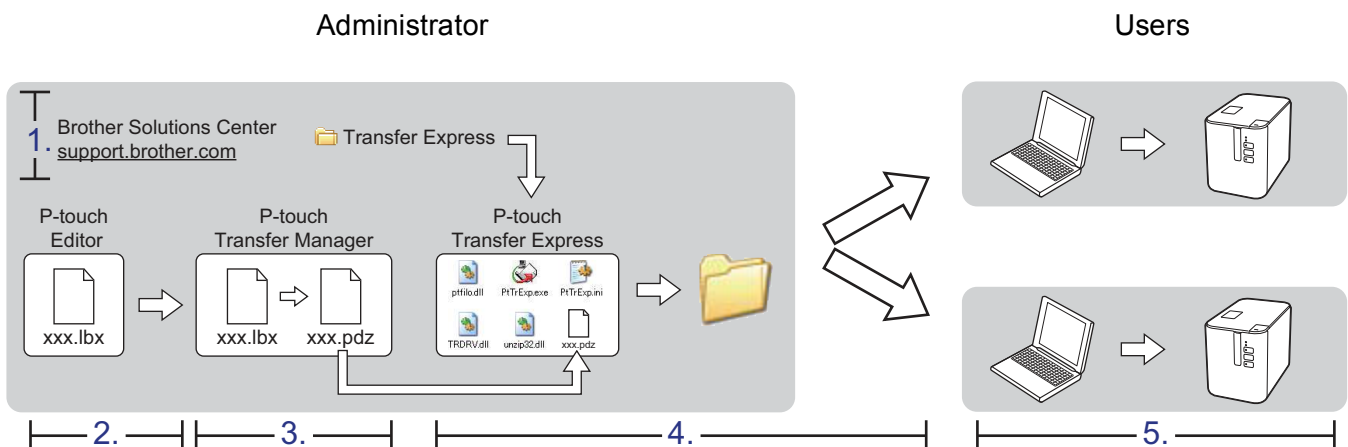 Administrator
Users
1.
Brother Solutions Center
support.brother.com
Transfer Express
P-touch
Editor
xxx.lbx
P-touch
Transfer Manager
xxx.lbx
xxx.pdz
P-touch
Transfer Express
ptfilo.dll
PtTrExp.exe
PtTrExp.ini
TRDRV.dll
unzip32.dll
xxx.pdz
2.
3.
4.
5.